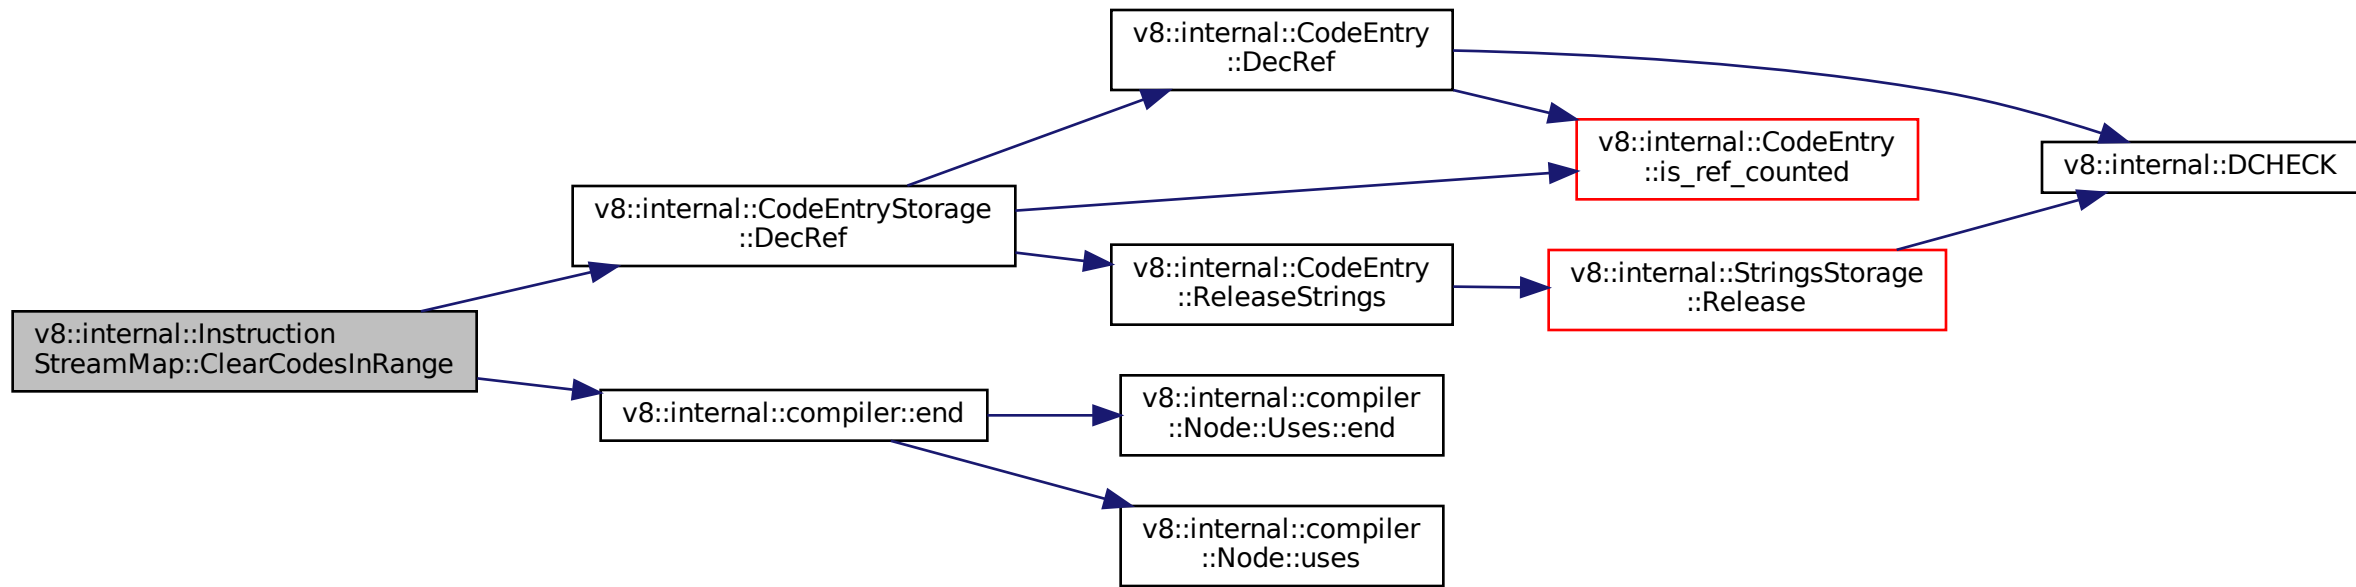 v8::internal::Instruction
StreamMap::ClearCodesInRange
v8::internal::CodeEntryStorage
::DecRef
v8::internal::compiler::end
v8::internal::CodeEntry
::DecRef
v8::internal::CodeEntry
::ReleaseStrings
v8::internal::compiler
::Node::Uses::end
v8::internal::compiler
::Node::uses
v8::internal::CodeEntry
::is_ref_counted
v8::internal::StringsStorage
::Release
v8::internal::DCHECK